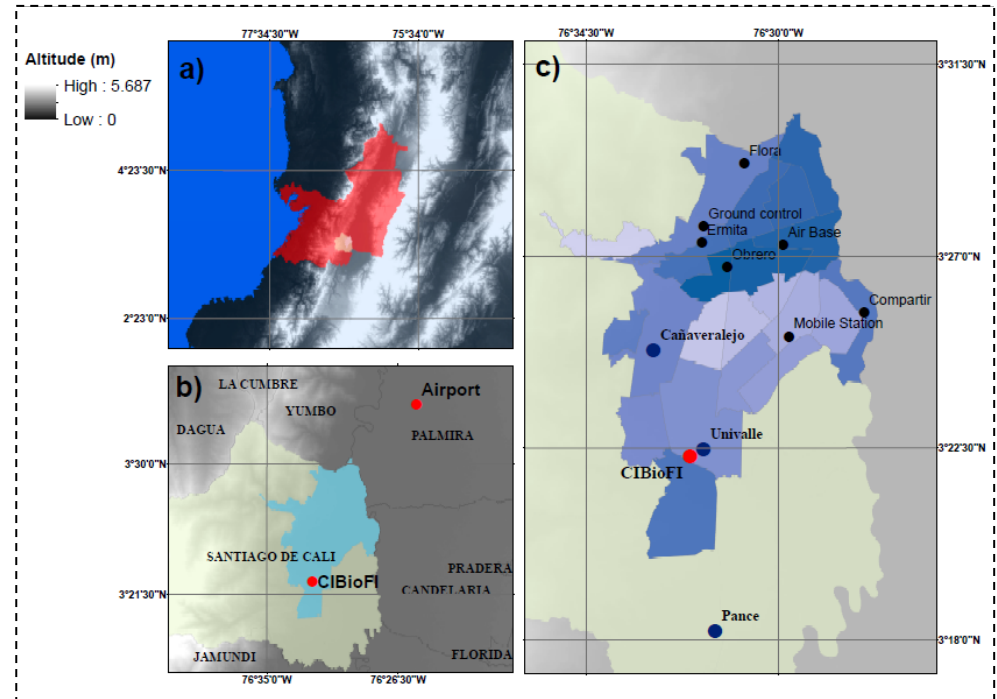 Altitude (m)
High : 5.687
Low : 0
a)
77°34'30"W
75°34'0"W
4°23'30"
2°23'0"
b)
LA CUMBRE
YUMBO
DAGUA
Airport
PALMIRA
3°30'0"
SANTIAGO DE CALI
CIBioFI
PRADERA
CANDELARIA
3°21'30"
JAMUNDI
FLORIDA
76°35'0"W
76°26'30"W
c)
76°34'30"W
76°30'0"W
3°31'30"N
Flora
Ground control
Ermita
Air Base
Obrero
3°27'0"N
Compartir
Mobile Station
Cañaveralejo
Univalle
3°22'30"N
CIBioFI
Pance
3°18'0"N